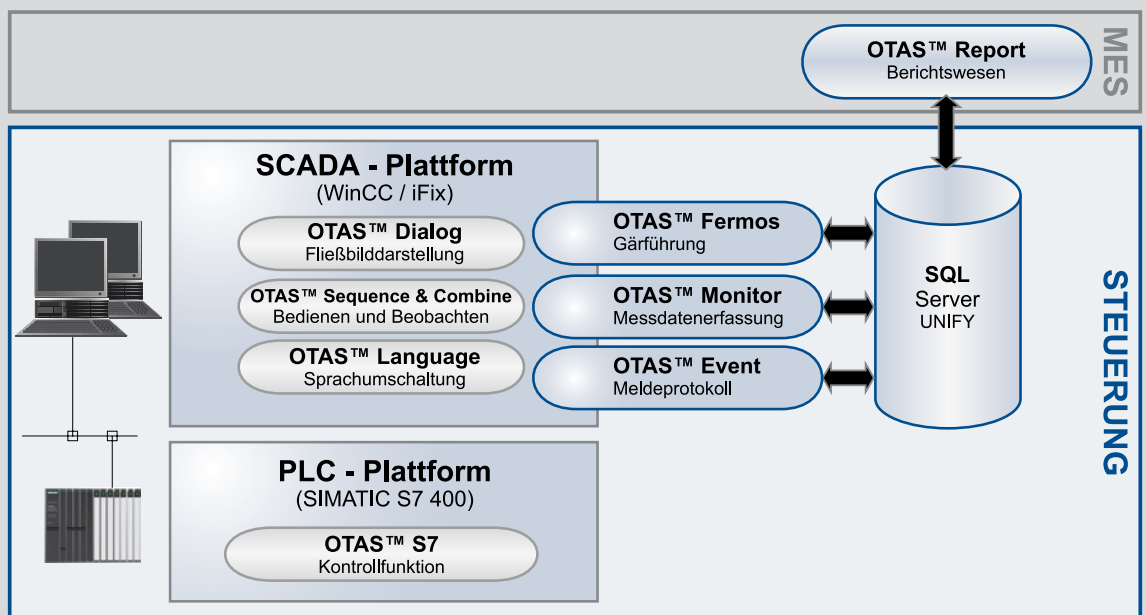 OTAS™ Report
Berichtswesen
MES
SCADA - Plattform
(WinCC / iFix)
OTAS™ Dialog
Fließbilddarstellung
OTAS™ Sequence & Combine
Bedienen und Beobachten
OTAS™ Language
Sprachumschaltung
OTAS™ Fermos
Gärführung
OTAS™ Monitor
Messdatenerfassung
OTAS™ Event
Meldeprotokoll
SQL
Server
UNIFY
STEUERUNG
PLC - Plattform
(SIMATIC S7 400)
OTAS™ S7
Kontrollfunktion